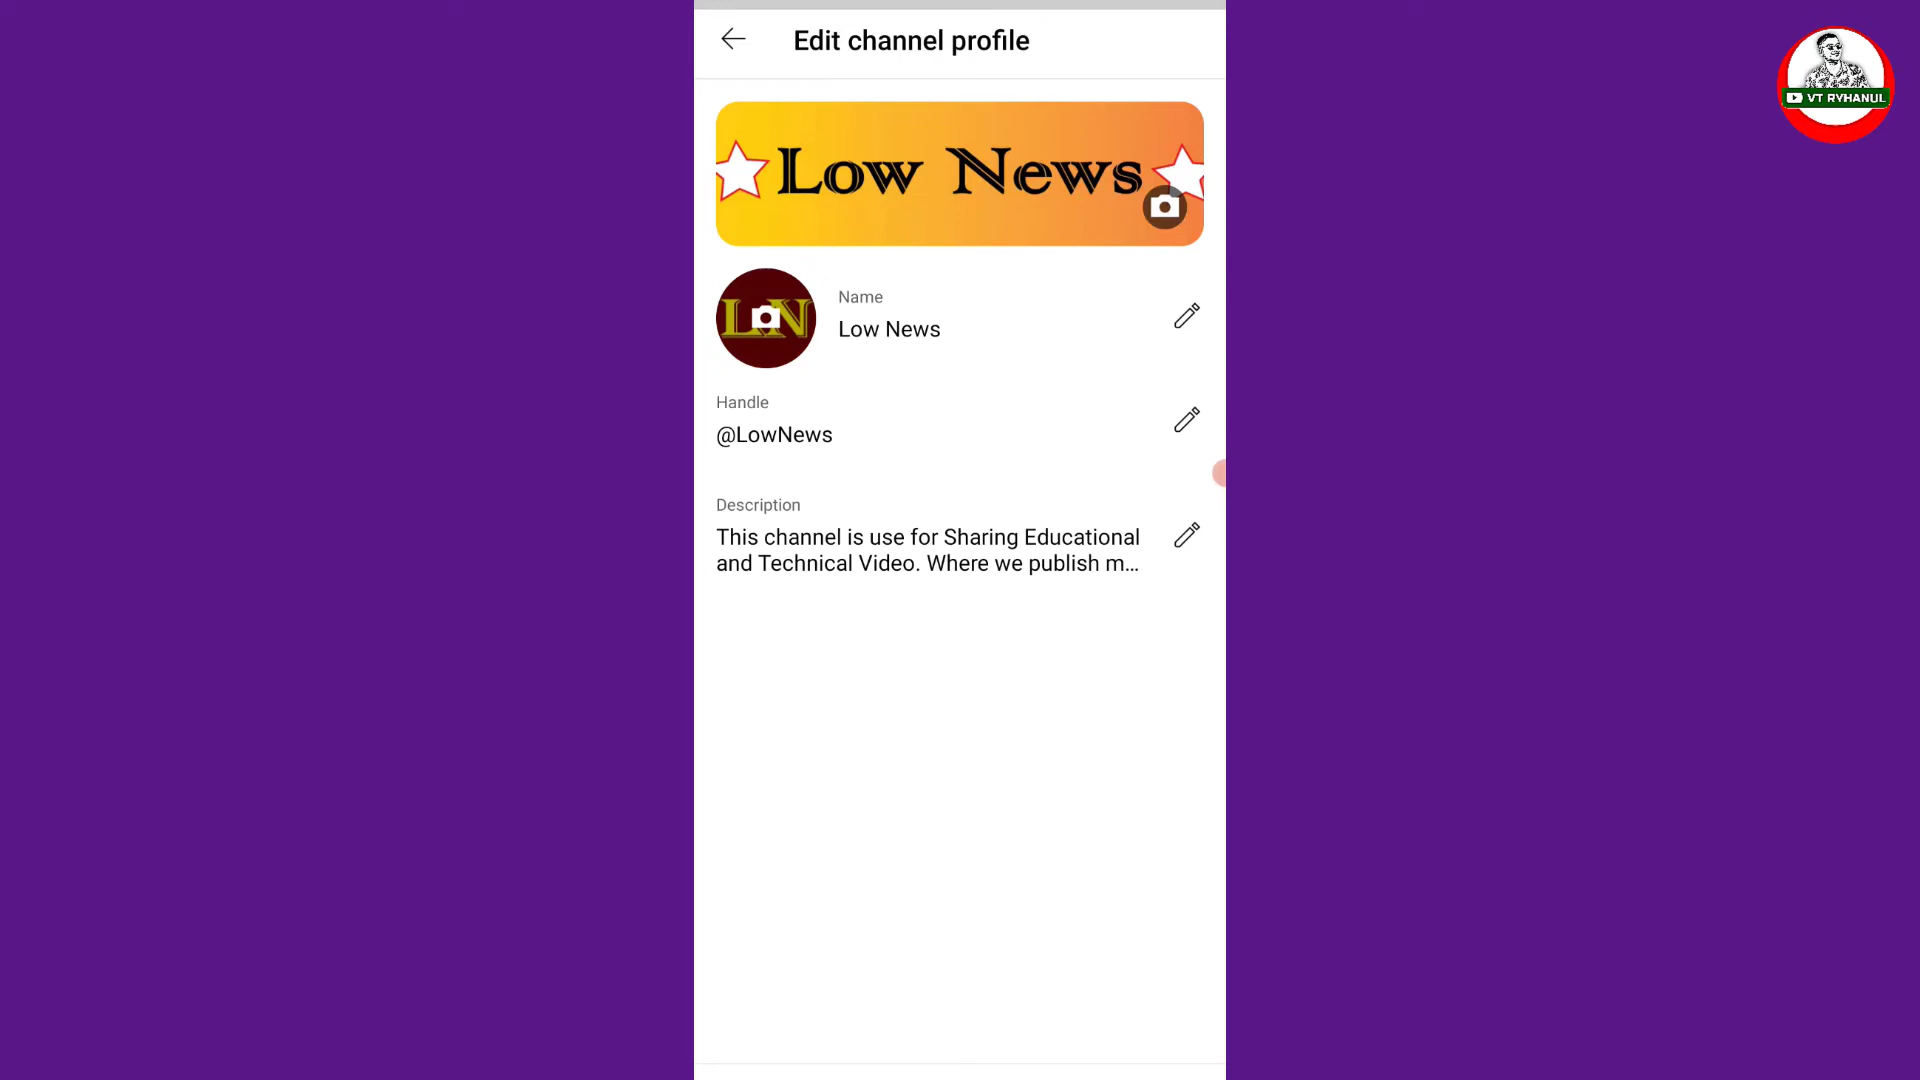 Edit channel profile
VT RYHANUL
Low News
LN
Name
Low News
Handle
@LowNews
Description
This channel is use for Sharing Educational
and Technical Video. Where we publish m...